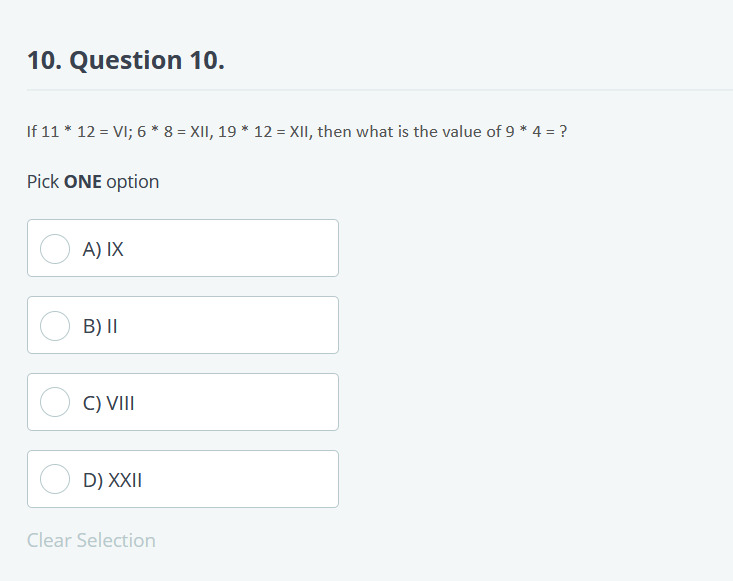 10. Question 10.
If 11 * 12 = VI; 6 * 8 = XII, 19 * 12 = XII, then what is the value of 9 * 4 = ?
Pick ONE option
A) IX
B) II
C) VIII
D) XXII
Clear Selection